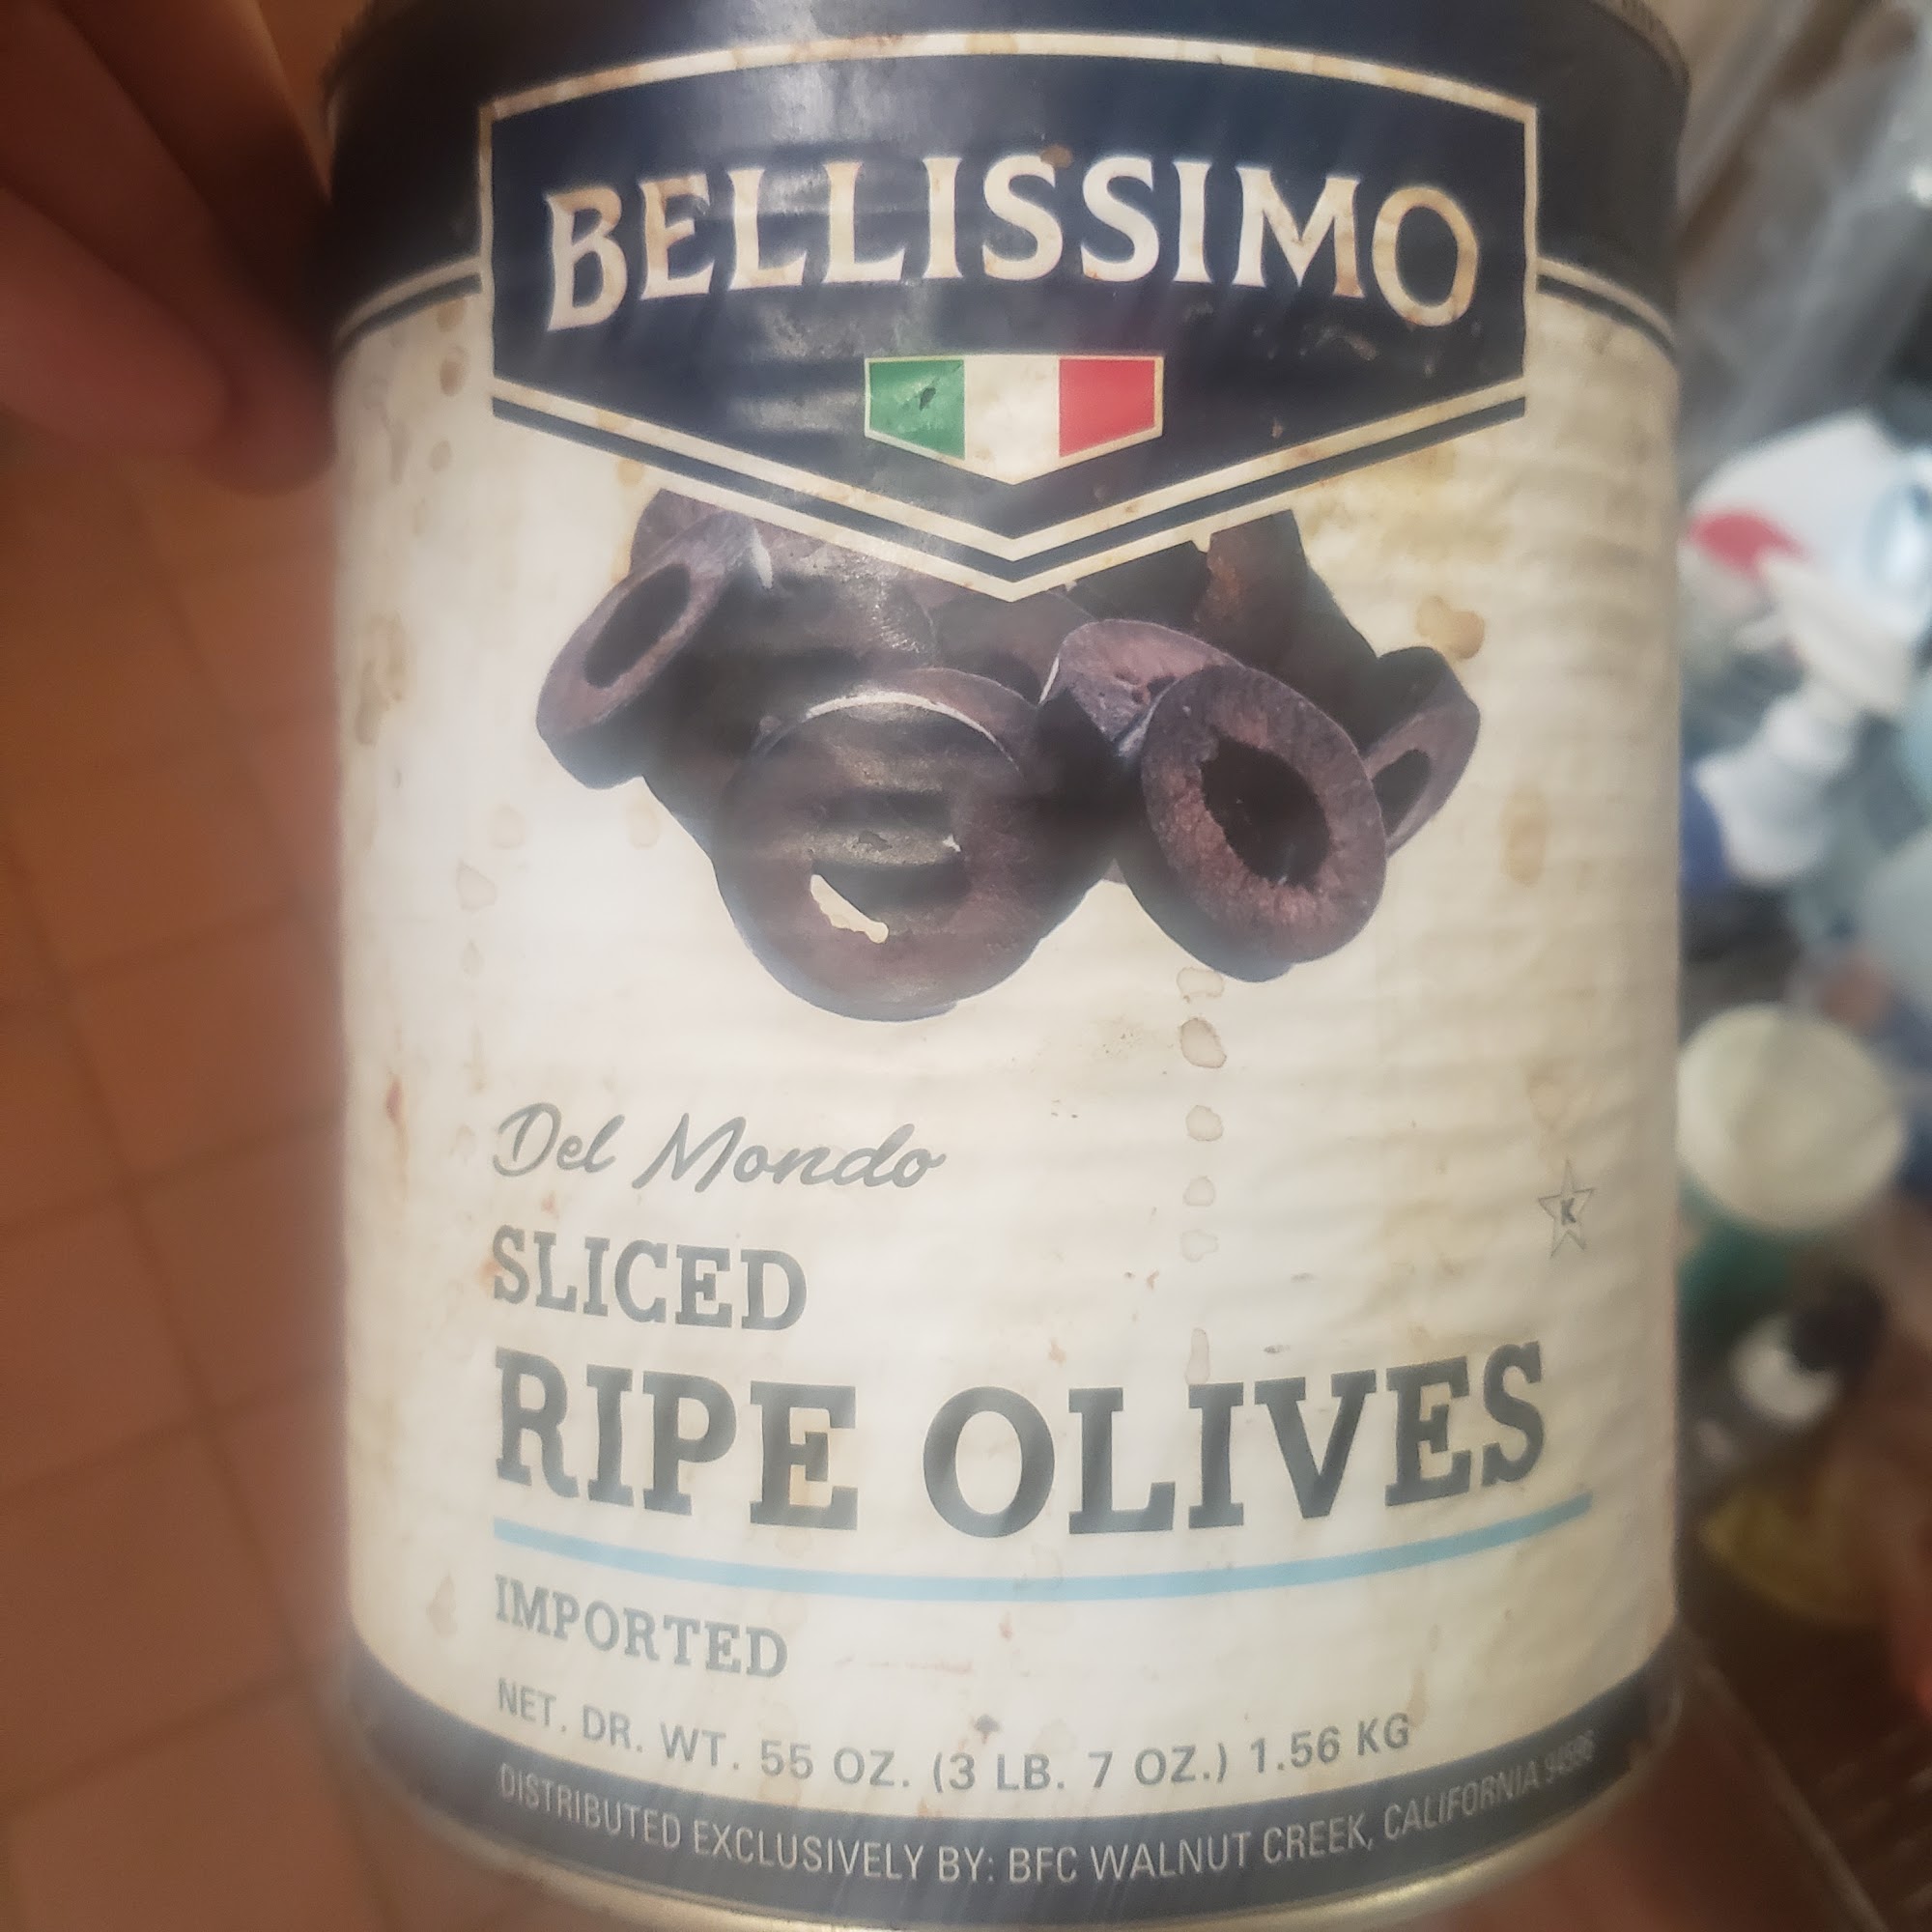 BELLISSIMO
Del Mondo
K
SLICED
RIPE OLIVES
IMPORTED
NET. DR. WT. 55 OZ. (3 LB. 7 OZ.) 1.56 KG
DISTRIBUTED EXCLUSIVELY BY: BFC WALNUT CREEK, CALIFORNIA